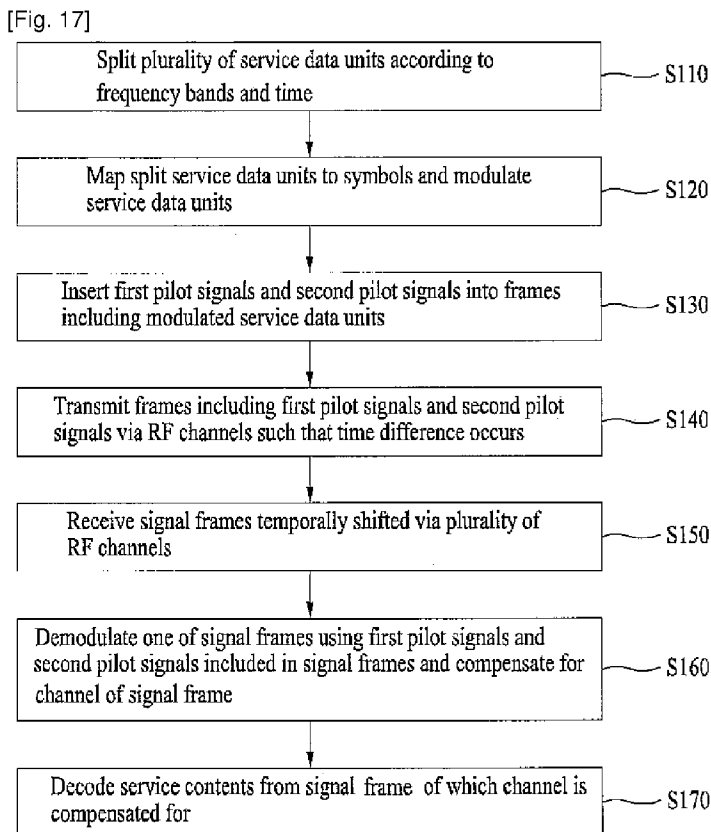 [Fig. 17]
Split plurality of service data units according to
frequency bands and time
S110
Map split service data units to symbols and modulate
service data units
S120
Insert first pilot signals and second pilot signals into frames
including modulated service data units
S130
Transmit frames including first pilot signals and second pilot
signals via RF channels such that time difference occurs
S140
Receive signal frames temporally shifted via plurality of
RF channels
S150
Demodulate one of signal frames using first pilot signals and
second pilot signals included in signal frames and compensate for
channel of signal frame
S160
Decode service contents from signal frame of which channel is
compensated for
S170